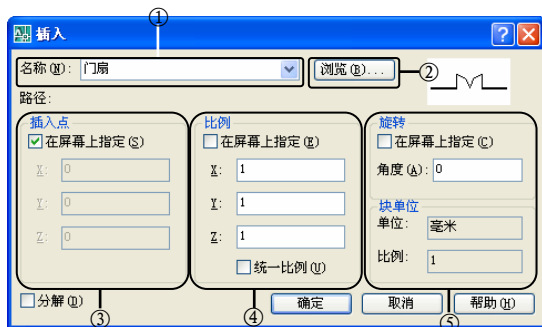 ①
插入
名称(N): 门扇 浏览(B)... ②
路径:
插入点 比例 旋转
在屏幕上指定(S) 在屏幕上指定(E) 在屏幕上指定(C)
X: 0 X: 1 角度(A): 0
Y: 0 Y: 1 块单位
单位: 毫米
Z: 0 Z: 1
比例: 1
统一比例(U)
分解(D) 确定 取消 帮助(H)
③ ④ ⑤